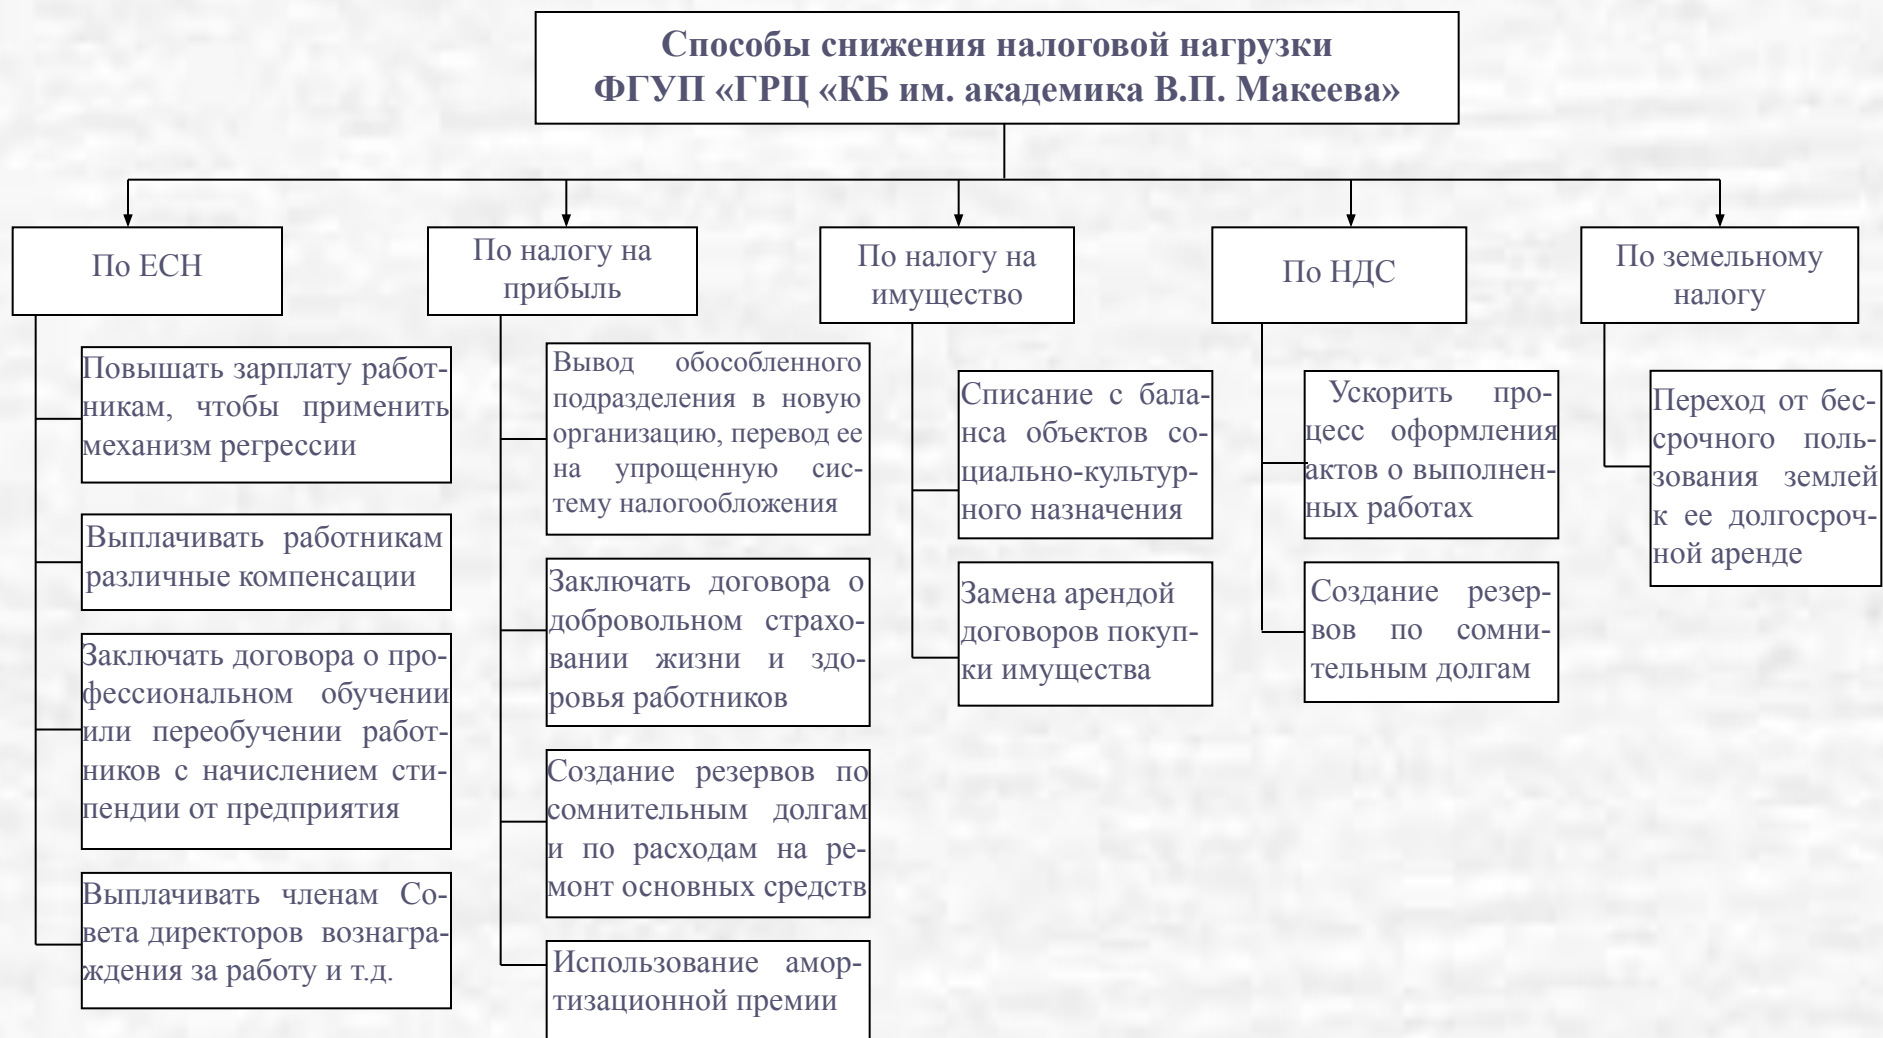 Способы снижения налоговой нагрузки
ФГУП «ГРЦ «КБ им. академика В.П. Макеева»
По ЕСН
Повышать зарплату работ-
никам, чтобы применить
механизм регрессии
Выплачивать работникам
различные компенсации
Заключать договора о про-
фессиональном обучении
или переобучении работ-
ников с начислением сти-
пендии от предприятия
Выплачивать членам Со-
вета директоров вознагра-
ждения за работу и т.д.
По налогу на
прибыль
Вывод обособленного
подразделения в новую
организацию, перевод ее
на упрощенную сис-
тему налогообложения
Заключать договора о
добровольном страхо-
вании жизни и здо-
ровья работников
Создание резервов по
сомнительным долгам
и по расходам на ре-
монт основных средств
Использование амор-
тизационной премии
По налогу на
имущество
Списание с бала-
нса объектов со-
циально-культур-
ного назначения
Замена арендой
договоров покуп-
ки имущества
По НДС
Ускорить про-
цесс оформления
актов о выполнен-
ных работах
Создание резер-
вов по сомни-
тельным долгам
По земельному
налогу
Переход от бес-
срочного поль-
зования землей
к ее долгосроч-
ной аренде